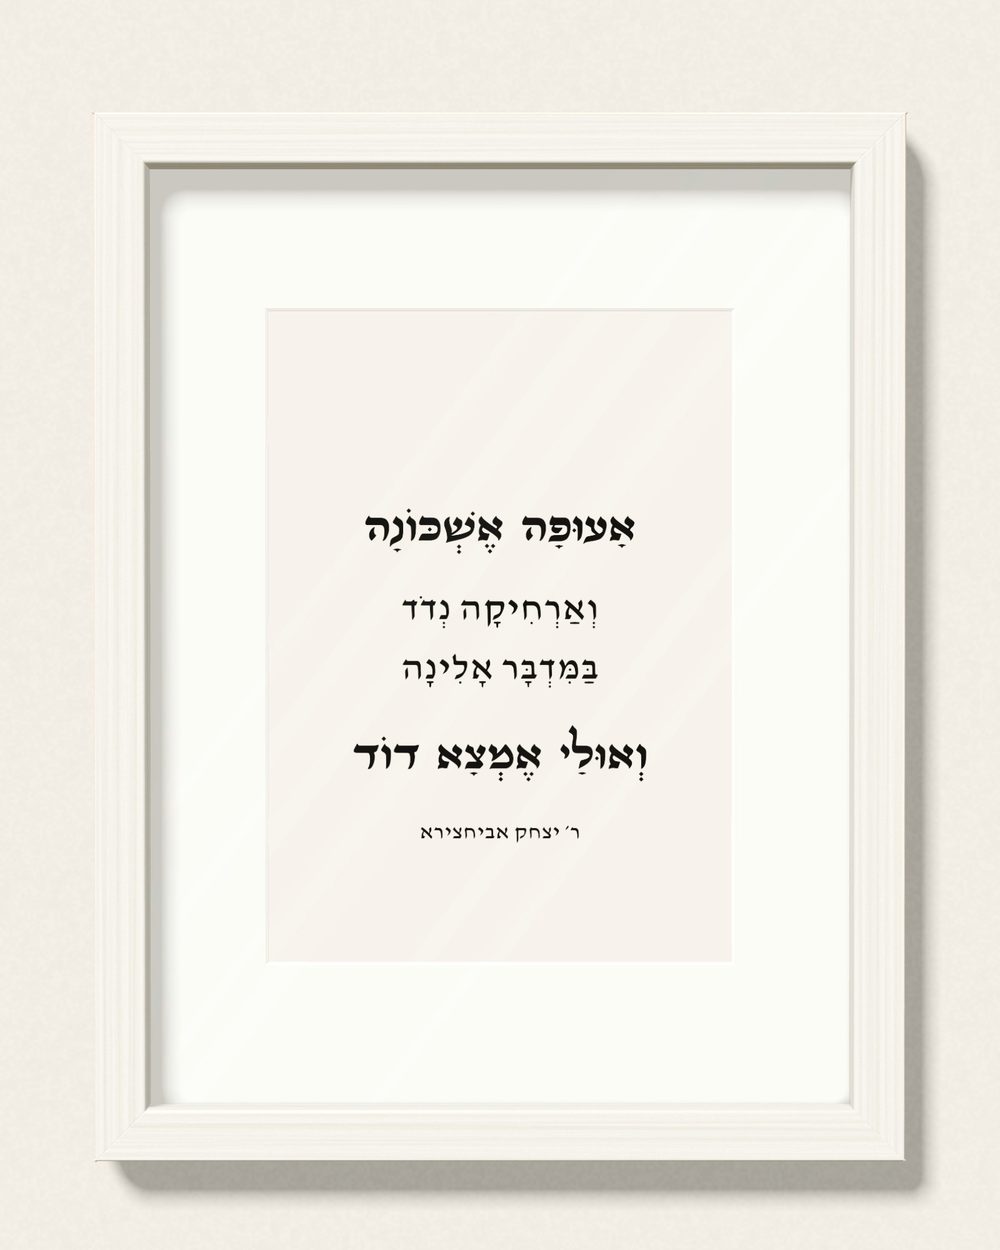 אָעוּפָּה אֶשְׁכּוֹנָה
וְאַרְחִיקָה נְדֹד
בַּמִּדְבָּר אָלִינָה
וְאוּלַי אֶמְצָא דוֹד
ר׳ יצחק אביחצירא